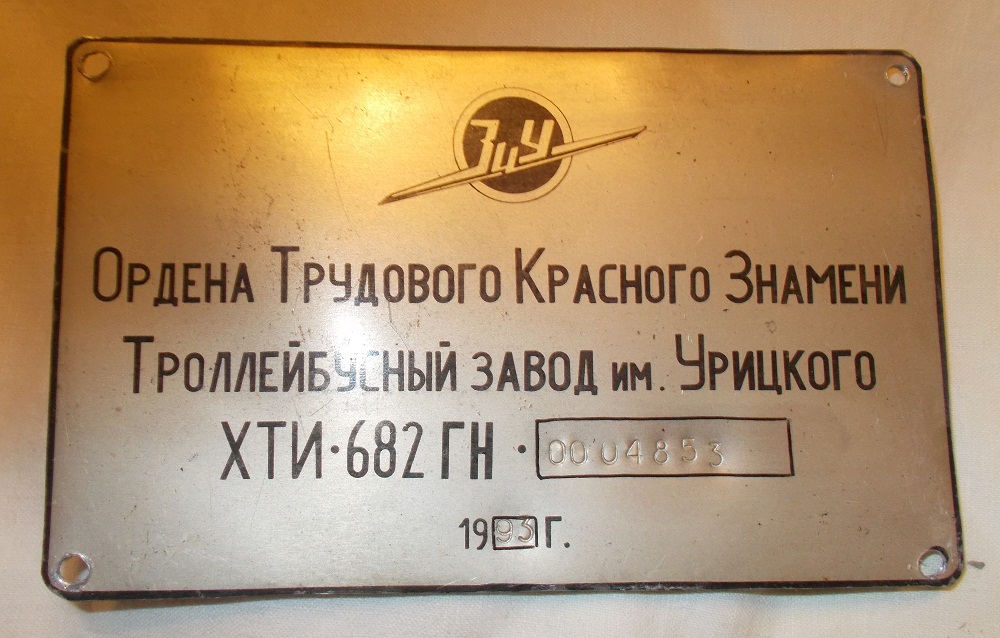 ЗиУ
Ордена Трудового Красного Знамени
Троллейбусный завод им. Урицкого
ХТИ·682 ГН · 0004853
1993 г.